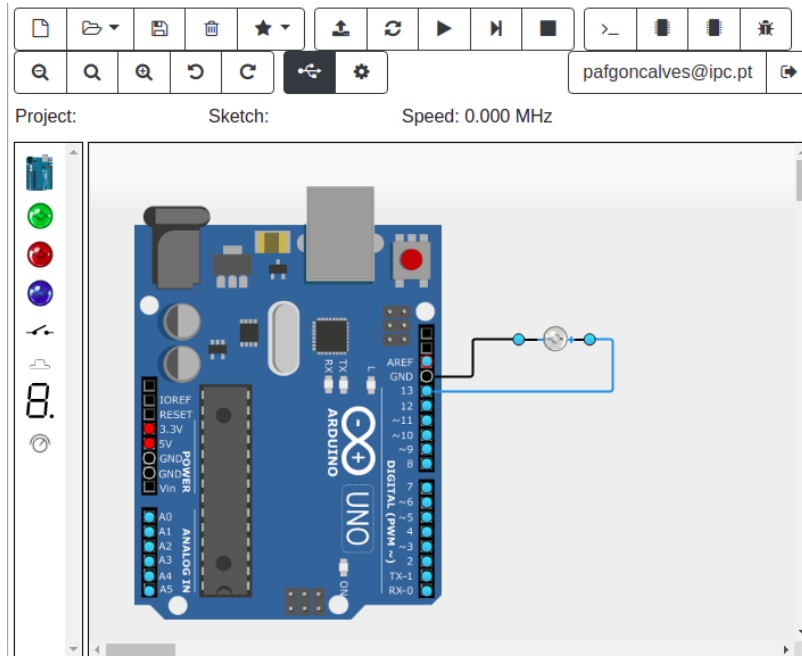 >_
pafgoncalves@ipc.pt
Project: Sketch: Speed: 0.000 MHz
8.
AREF
GND
13
12
~11
~10
~9
8
7
~6
~5
4
~3
2
TX-1
RX-0
DIGITAL (PWM ~)
RX
TX
L
ARDUINO
UNO
ON
IOREF
RESET
3.3V
5V
GND
GND
Vin
POWER
A0
A1
A2
A3
A4
A5
ANALOG IN